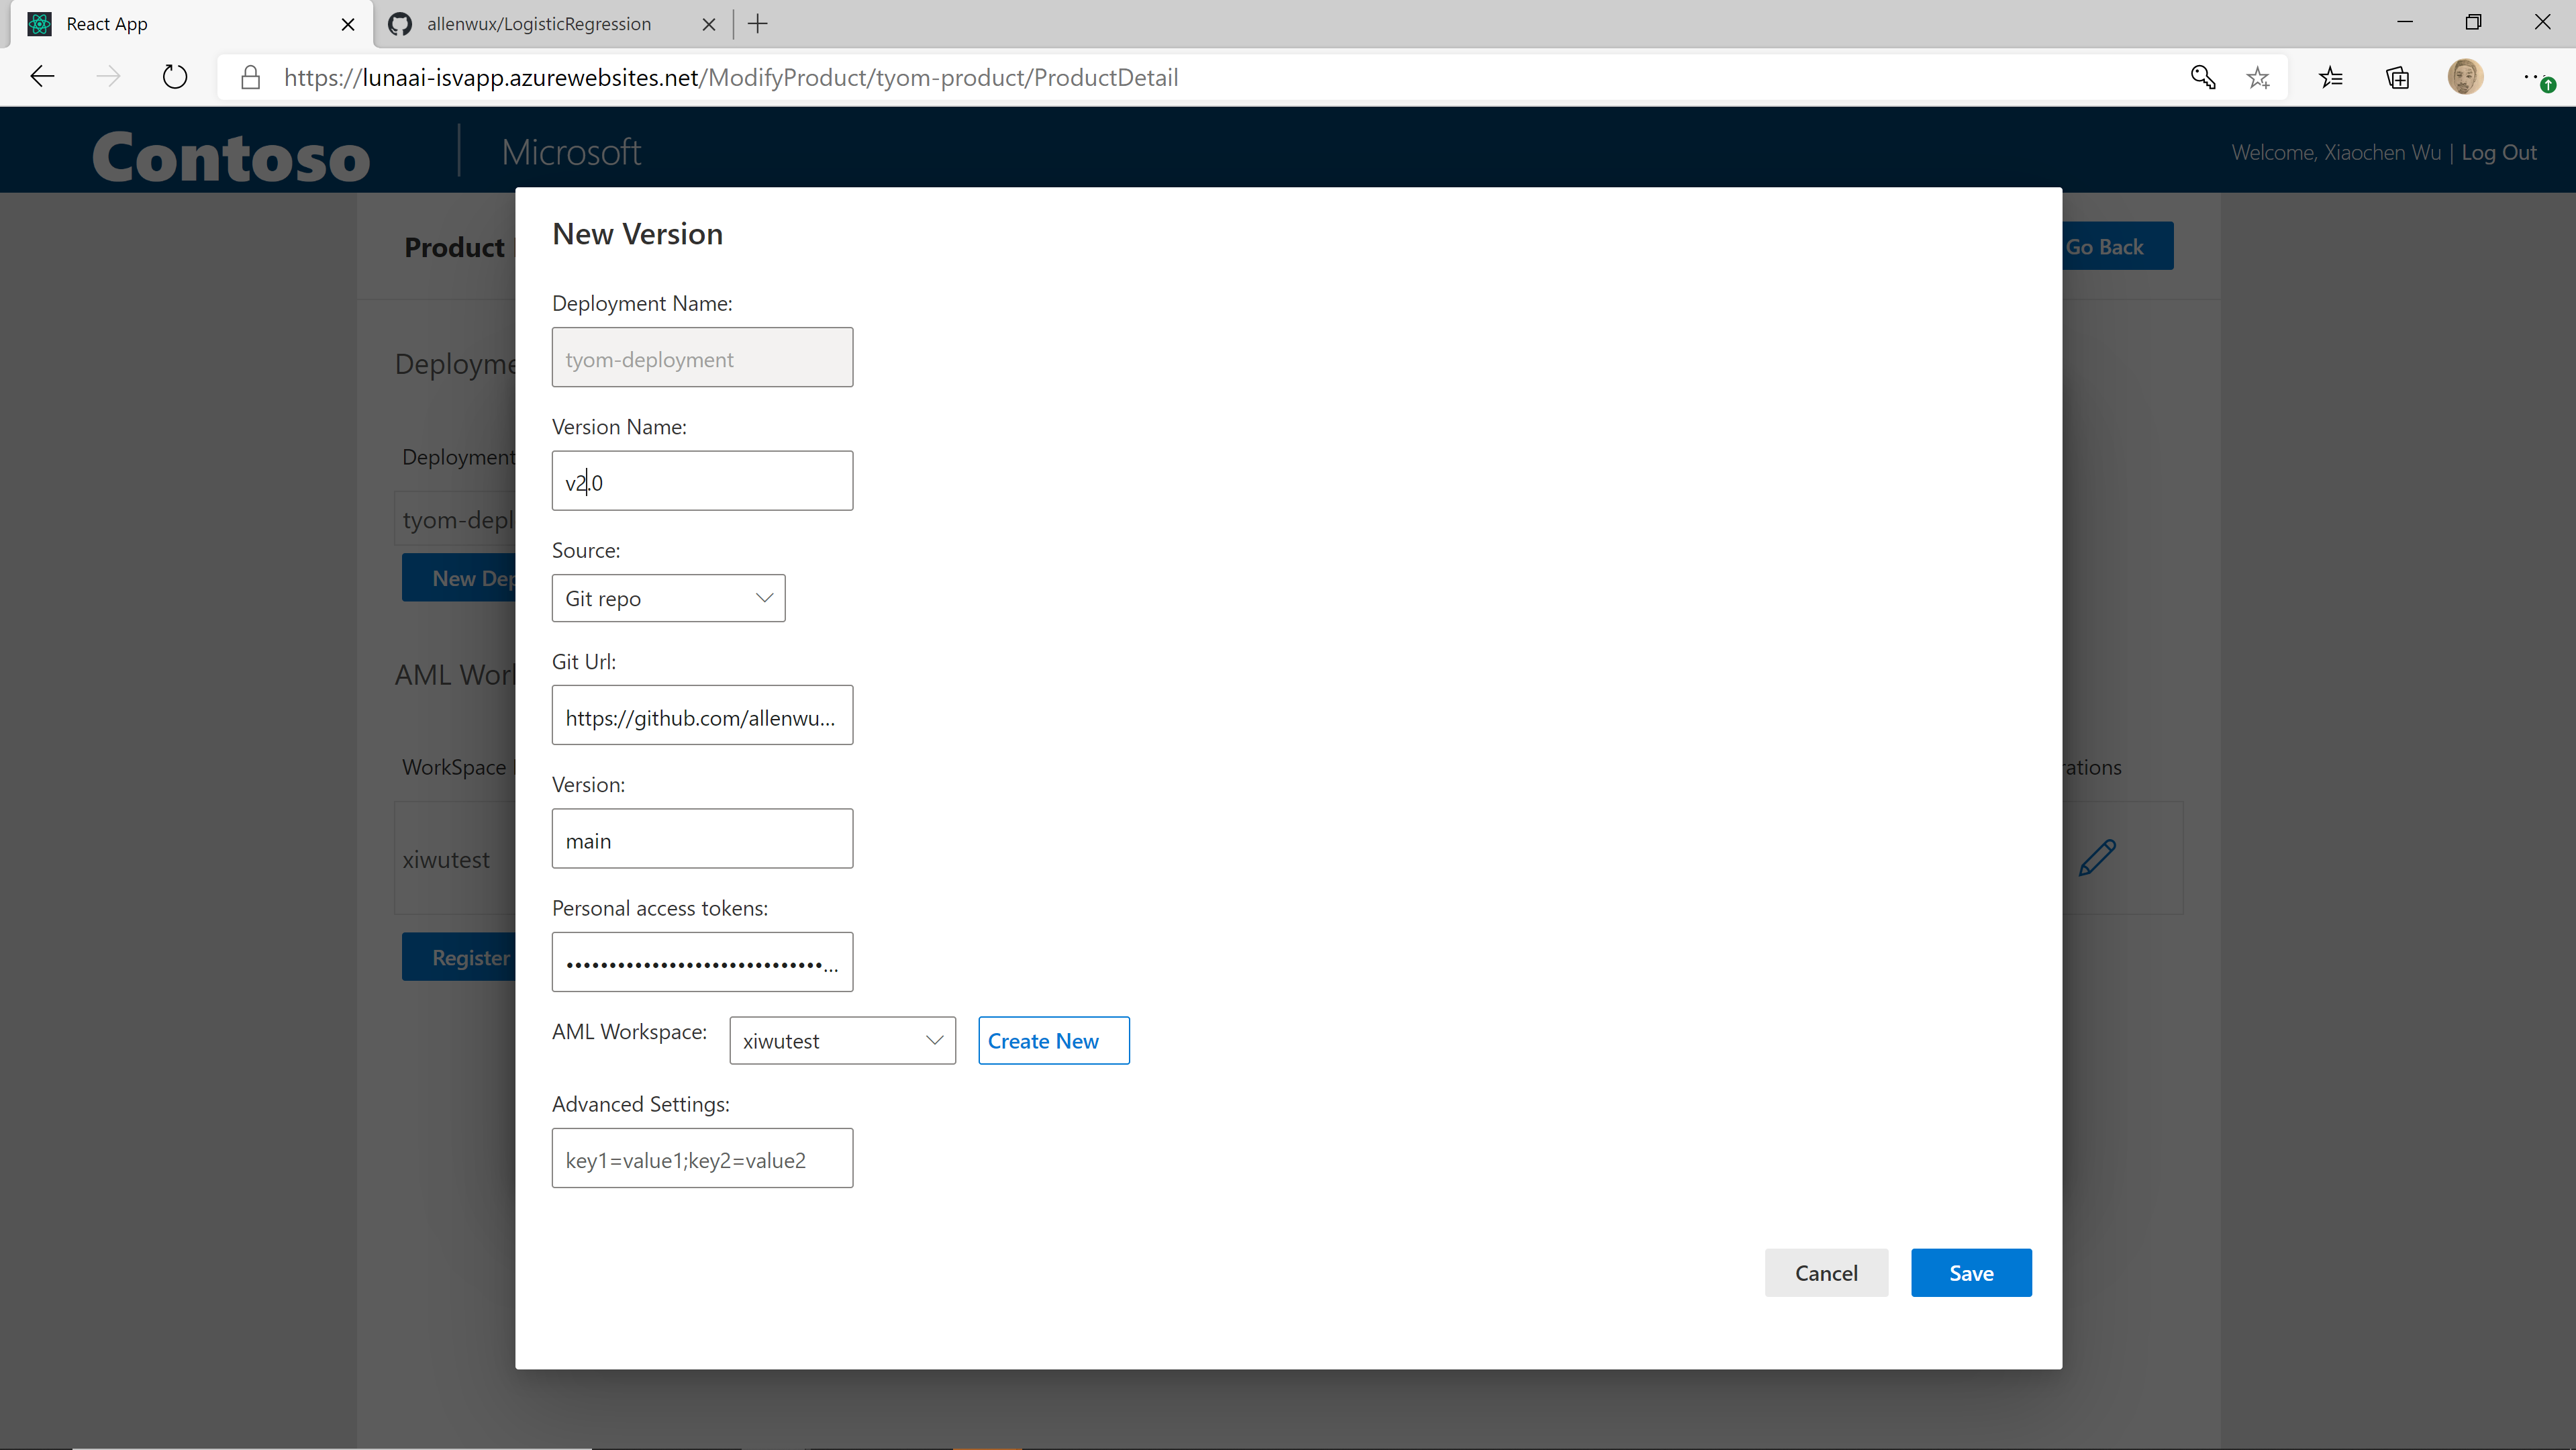 React App
allenwux/LogisticRegression
https://lunaai-isvapp.azurewebsites.net/ModifyProduct/tyom-product/ProductDetail
Contoso
Microsoft
Welcome, Xiaochen Wu | Log Out
Product
Go Back
New Version
Deployment Name:
tyom-deployment
Deployme
Version Name:
Deployment
v2.0
tyom-depl
Source:
New Dep
Git repo
Git Url:
AML Wor
https://github.com/allenwu...
WorkSpace
rations
Version:
main
xiwutest
Personal access tokens:
••••••••••••••••••••••••••••••...
Register
AML Workspace:
xiwutest
Create New
Advanced Settings:
key1=value1;key2=value2
Cancel
Save